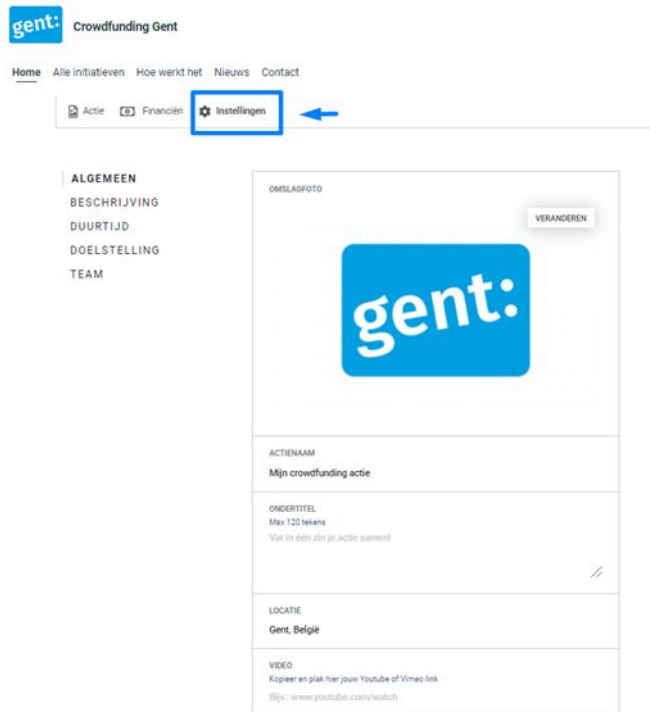 gent:
Crowdfunding Gent
Home Alle initiatieven Hoe werkt het Nieuws Contact
Actie Financiën Instellingen
ALGEMEEN
BESCHRIJVING
DUURTIJD
DOELSTELLING
TEAM
OMSLAGFOTO
VERANDEREN
gent:
ACTIENAAM
Mijn crowdfunding actie
ONDERTITEL
Max 120 tekens
Vat in één zin je actie samen!
LOCATIE
Gent, België
VIDEO
Kopieer en plak hier jouw Youtube of Vimeo link
Bijv.: www.youtube.com/watch